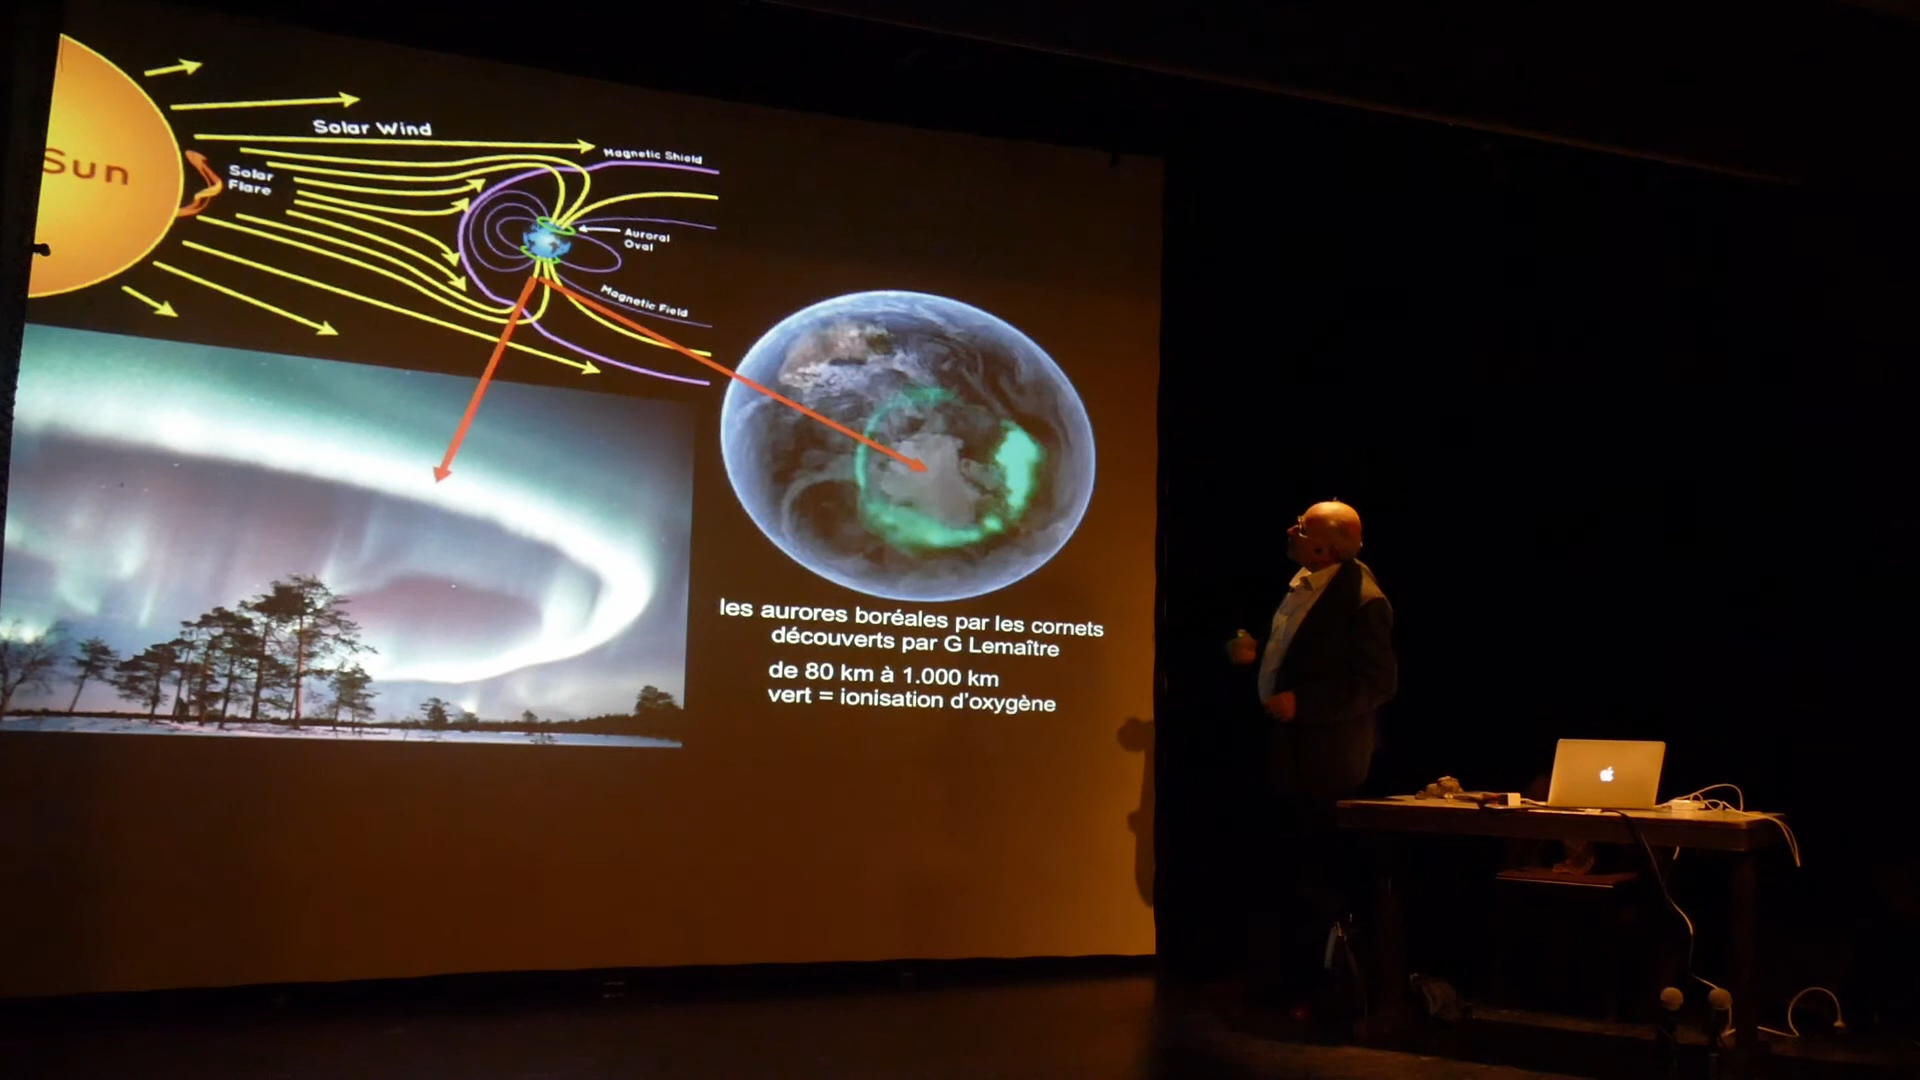 Sun
Solar Wind
Solar
Flare
Magnetic Shield
Auroral
Oval
Magnetic Field
les aurores boréales par les cornets
découverts par G Lemaître
de 80 km à 1.000 km
vert = ionisation d'oxygène